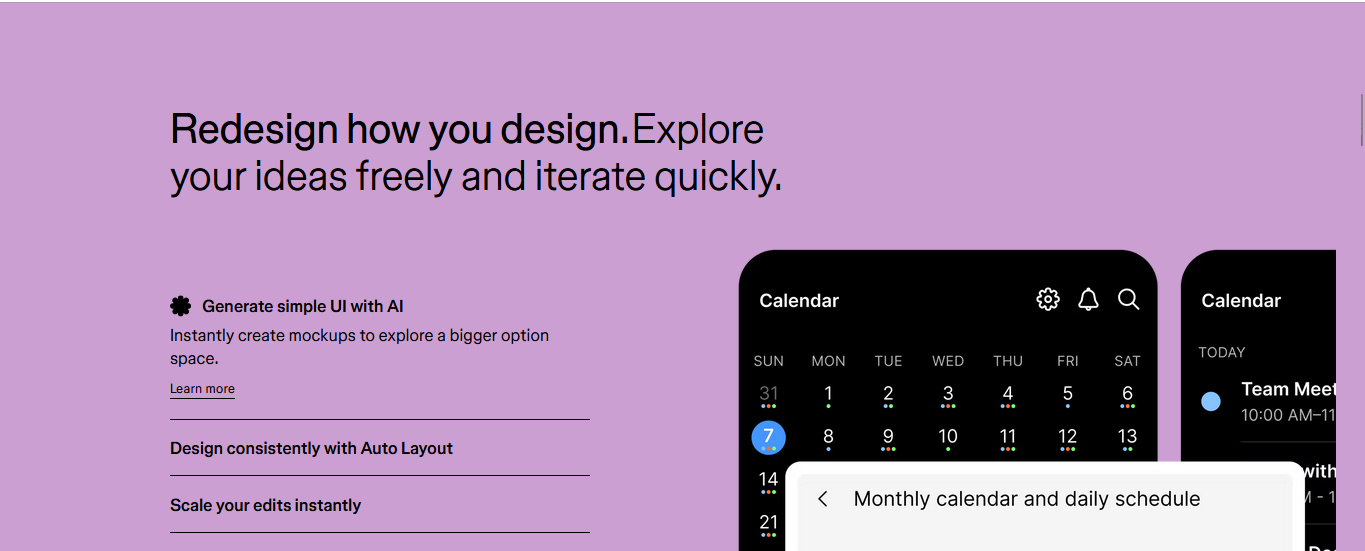 Redesign how you design. Explore
your ideas freely and iterate quickly.
Generate simple UI with AI
Instantly create mockups to explore a bigger option
space.
Learn more
Design consistently with Auto Layout
Scale your edits instantly
Calendar
SUN MON TUE WED THU FRI SAT
31 1 2 3 4 5 6
7 8 9 10 11 12 13
14
21
Monthly calendar and daily schedule
Calendar
TODAY
Team Meet
10:00 AM–11
with
M - 1